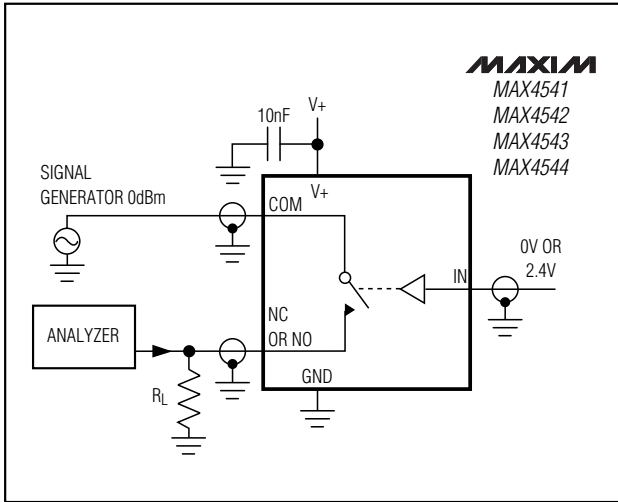 MAXIM
MAX4541
MAX4542
MAX4543
MAX4544
10nF
V+
SIGNAL
GENERATOR 0dBm
V+
COM
0V OR
2.4V
IN
NC
OR NO
ANALYZER
GND
RL